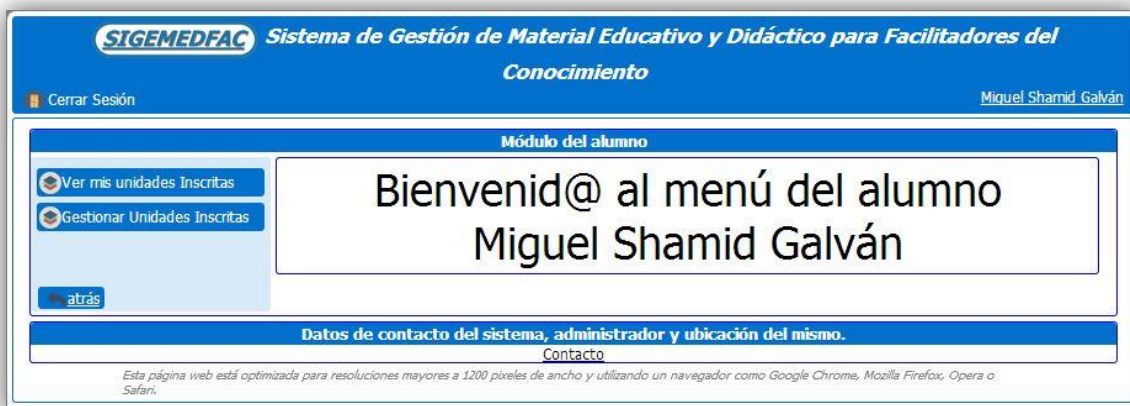 SIGEMEDFAC Sistema de Gestión de Material Educativo y Didáctico para Facilitadores del
Conocimiento
Cerrar Sesión
Miguel Shamid Galván
Módulo del alumno
Ver mis unidades Inscritas
Gestionar Unidades Inscritas
atrás
Bienvenid@ al menú del alumno
Miguel Shamid Galván
Datos de contacto del sistema, administrador y ubicación del mismo.
Contacto
Esta página web está optimizada para resoluciones mayores a 1200 pixeles de ancho y utilizando un navegador como Google Chrome, Mozilla Firefox, Opera o
Safari.